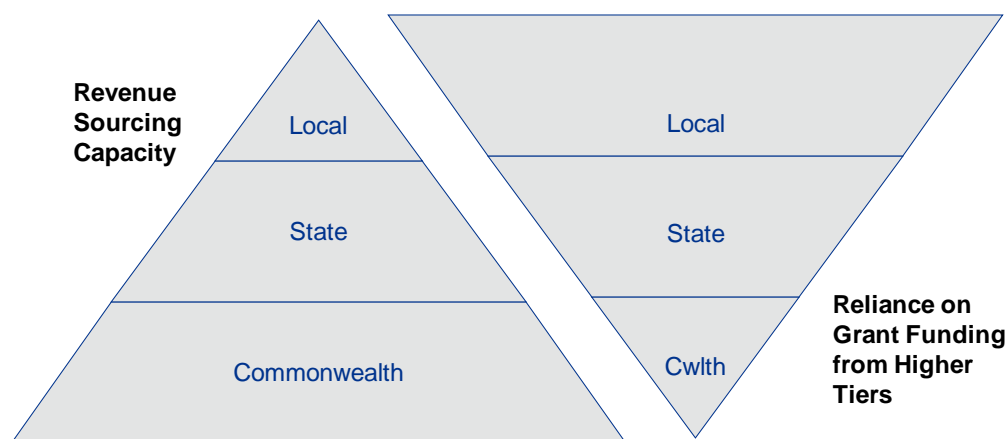 Revenue
Sourcing
Capacity
Local
State
Commonwealth
Local
State
Cwlth
Reliance on
Grant Funding
from Higher
Tiers